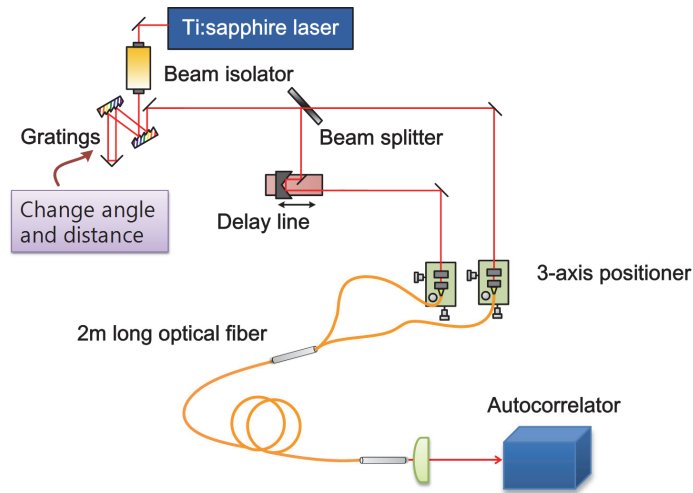 Ti:sapphire laser
Beam isolator
Gratings
Beam splitter
Change angle
and distance
Delay line
3-axis positioner
2m long optical fiber
Autocorrelator